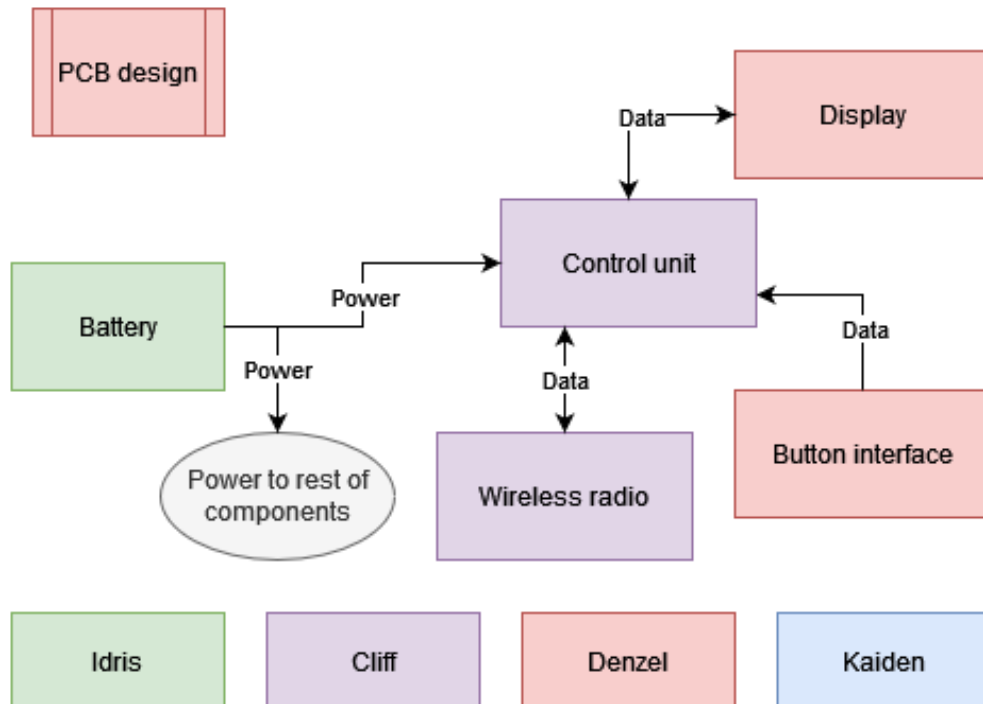 PCB design
Display
Data
Control unit
Battery
Power
Data
Power
Data
Button interface
Power to rest of
components
Wireless radio
Idris
Cliff
Denzel
Kaiden